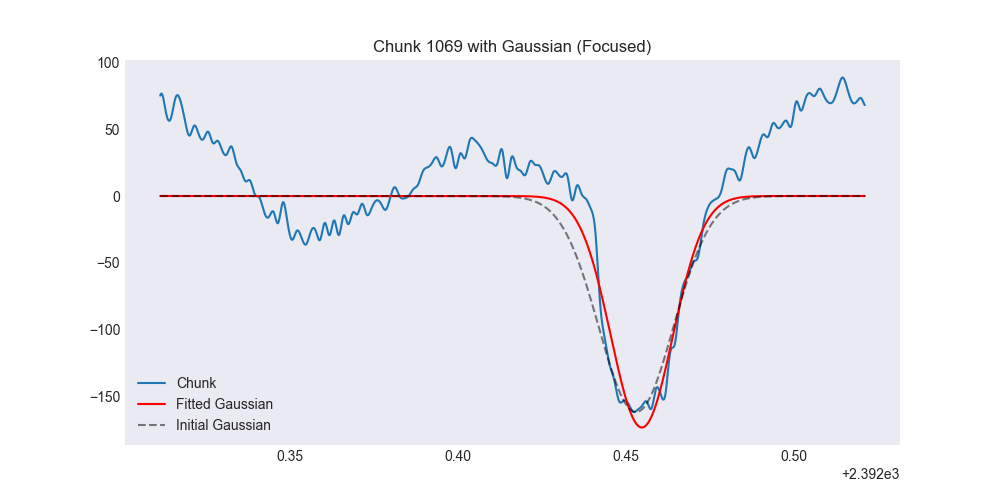 Chunk 1069 with Gaussian (Focused)
100
50
0
−50
−100
−150
Chunk
Fitted Gaussian
Initial Gaussian
0.35 0.40 0.45 0.50
+2.392e3